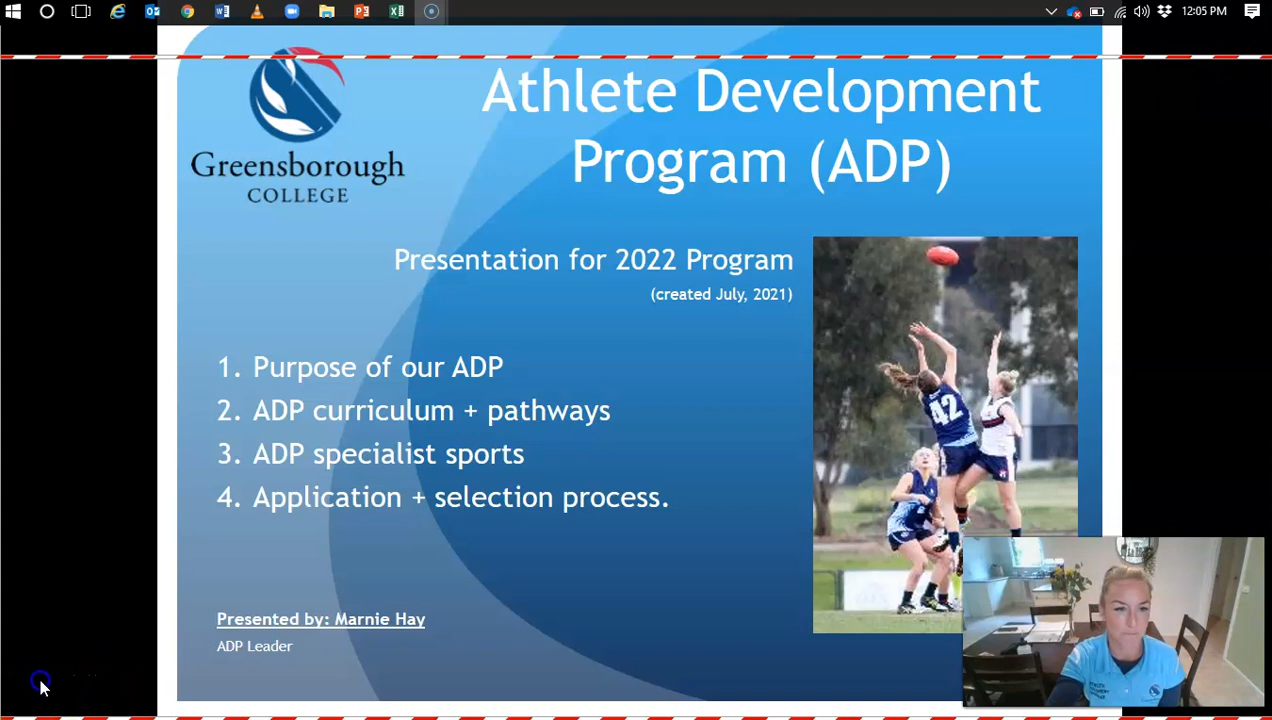 12:05 PM
Greensborough
COLLEGE
Athlete Development
Program (ADP)
Presentation for 2022 Program
(created July, 2021)
1. Purpose of our ADP
2. ADP curriculum + pathways
3. ADP specialist sports
4. Application + selection process.
42
Presented by: Marnie Hay
ADP Leader